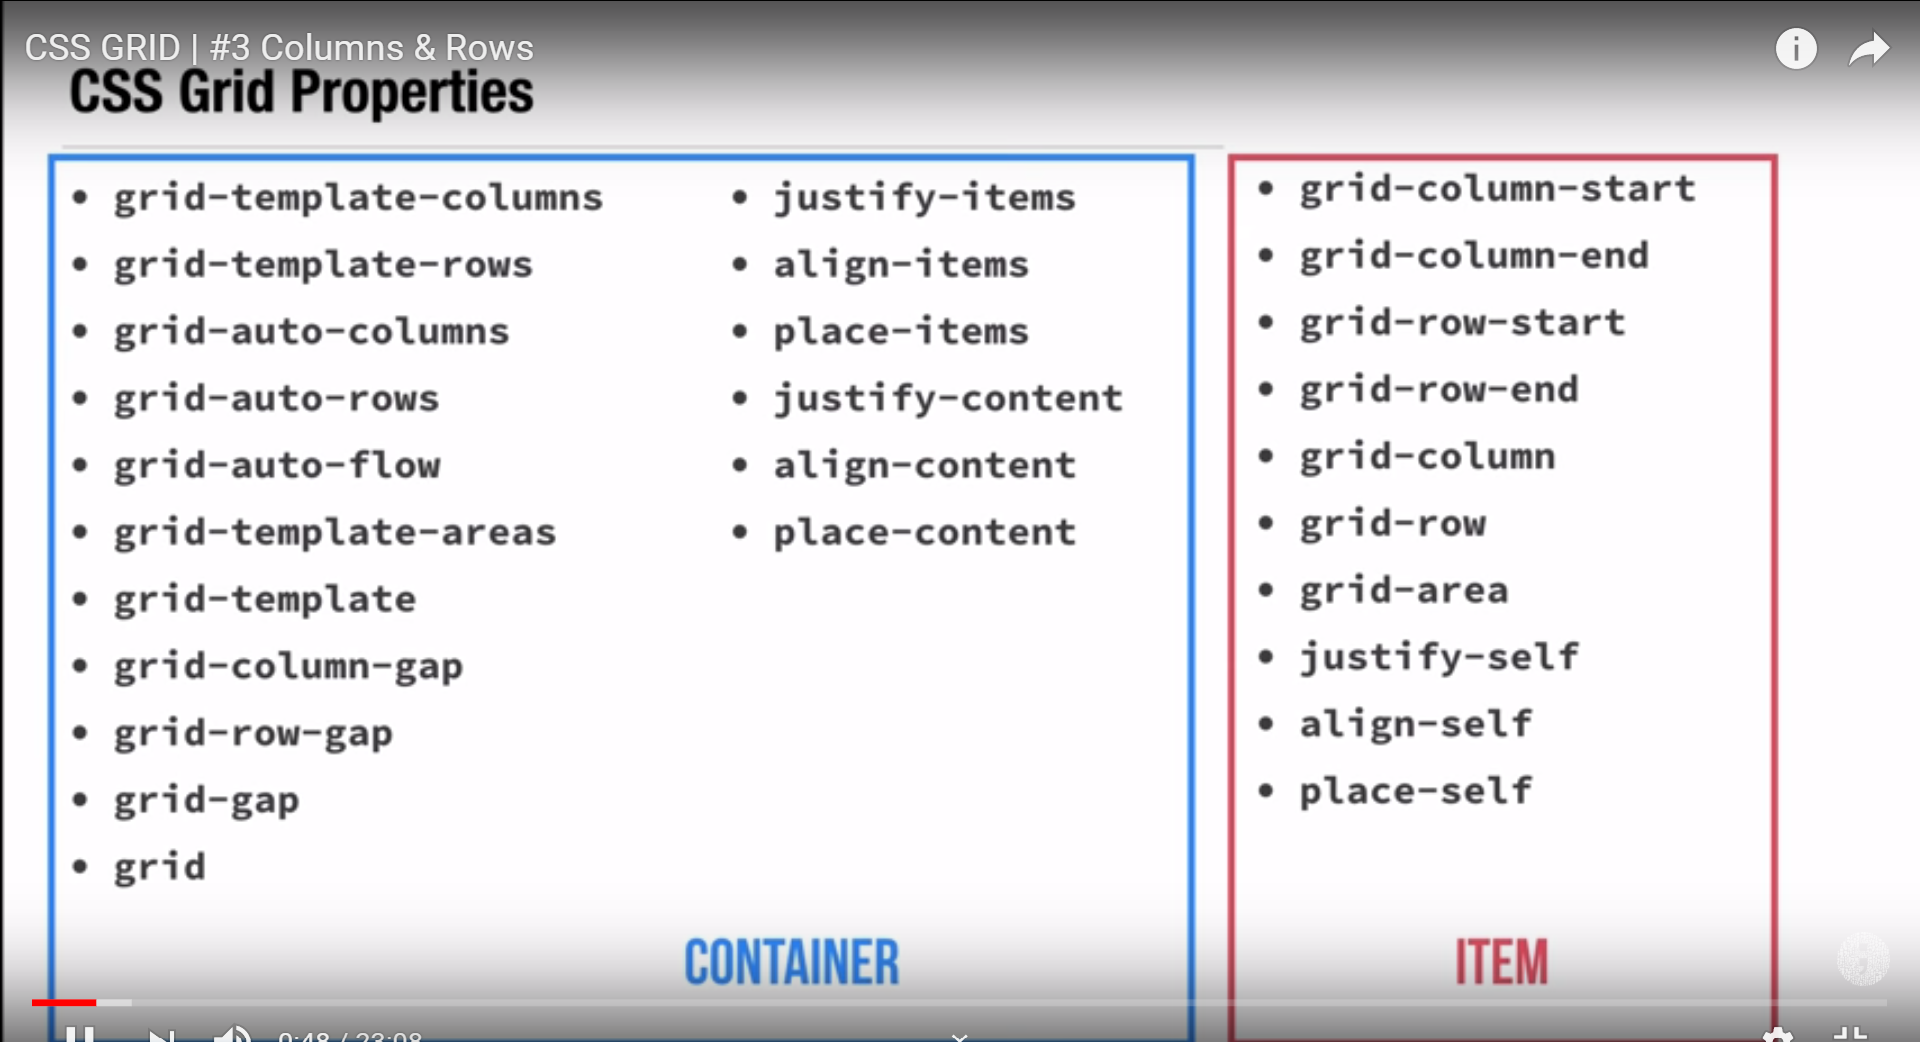 CSS GRID | #3 Columns & Rows
CSS Grid Properties
• grid-template-columns
• grid-template-rows
• grid-auto-columns
• grid-auto-rows
• grid-auto-flow
• grid-template-areas
• grid-template
• grid-column-gap
• grid-row-gap
• grid-gap
• grid
• justify-items
• align-items
• place-items
• justify-content
• align-content
• place-content
CONTAINER
• grid-column-start
• grid-column-end
• grid-row-start
• grid-row-end
• grid-column
• grid-row
• grid-area
• justify-self
• align-self
• place-self
ITEM
0:48 / 23:08